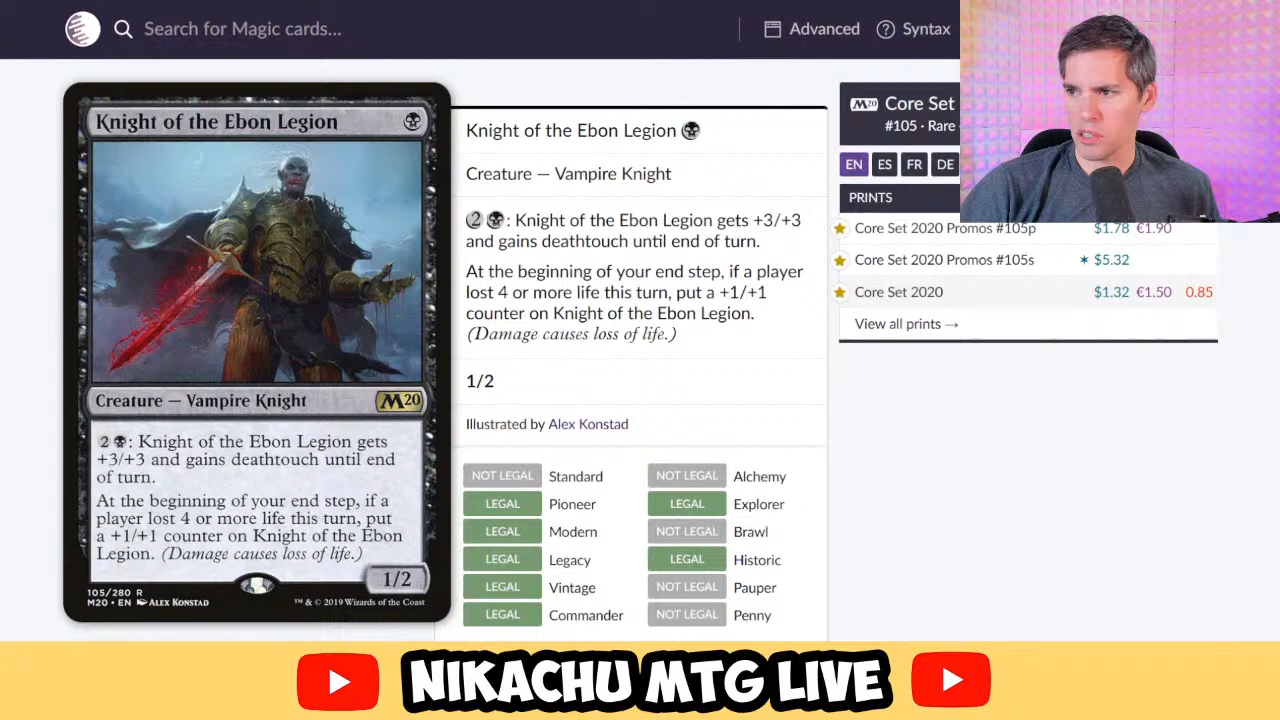 Search for Magic cards...
Advanced
Syntax
Knight of the Ebon Legion
Creature — Vampire Knight
M20
2 : Knight of the Ebon Legion gets
+3/+3 and gains deathtouch until end
of turn.
At the beginning of your end step, if a
player lost 4 or more life this turn, put
a +1/+1 counter on Knight of the Ebon
Legion. (Damage causes loss of life.)
1/2
105/280 R
M20 • EN ALEX KONSTAD
™ & © 2019 Wizards of the Coast
Knight of the Ebon Legion
Creature — Vampire Knight
2 : Knight of the Ebon Legion gets +3/+3
and gains deathtouch until end of turn.
At the beginning of your end step, if a player
lost 4 or more life this turn, put a +1/+1
counter on Knight of the Ebon Legion.
(Damage causes loss of life.)
1/2
Illustrated by Alex Konstad
NOT LEGAL Standard NOT LEGAL Alchemy
LEGAL Pioneer LEGAL Explorer
LEGAL Modern NOT LEGAL Brawl
LEGAL Legacy LEGAL Historic
LEGAL Vintage NOT LEGAL Pauper
LEGAL Commander NOT LEGAL Penny
M20 Core Set
#105 · Rare
EN ES FR DE
PRINTS
Core Set 2020 Promos #105p $1.78 €1.90
Core Set 2020 Promos #105s $5.32
Core Set 2020 $1.32 €1.50 0.85
View all prints →
NIKACHU MTG LIVE